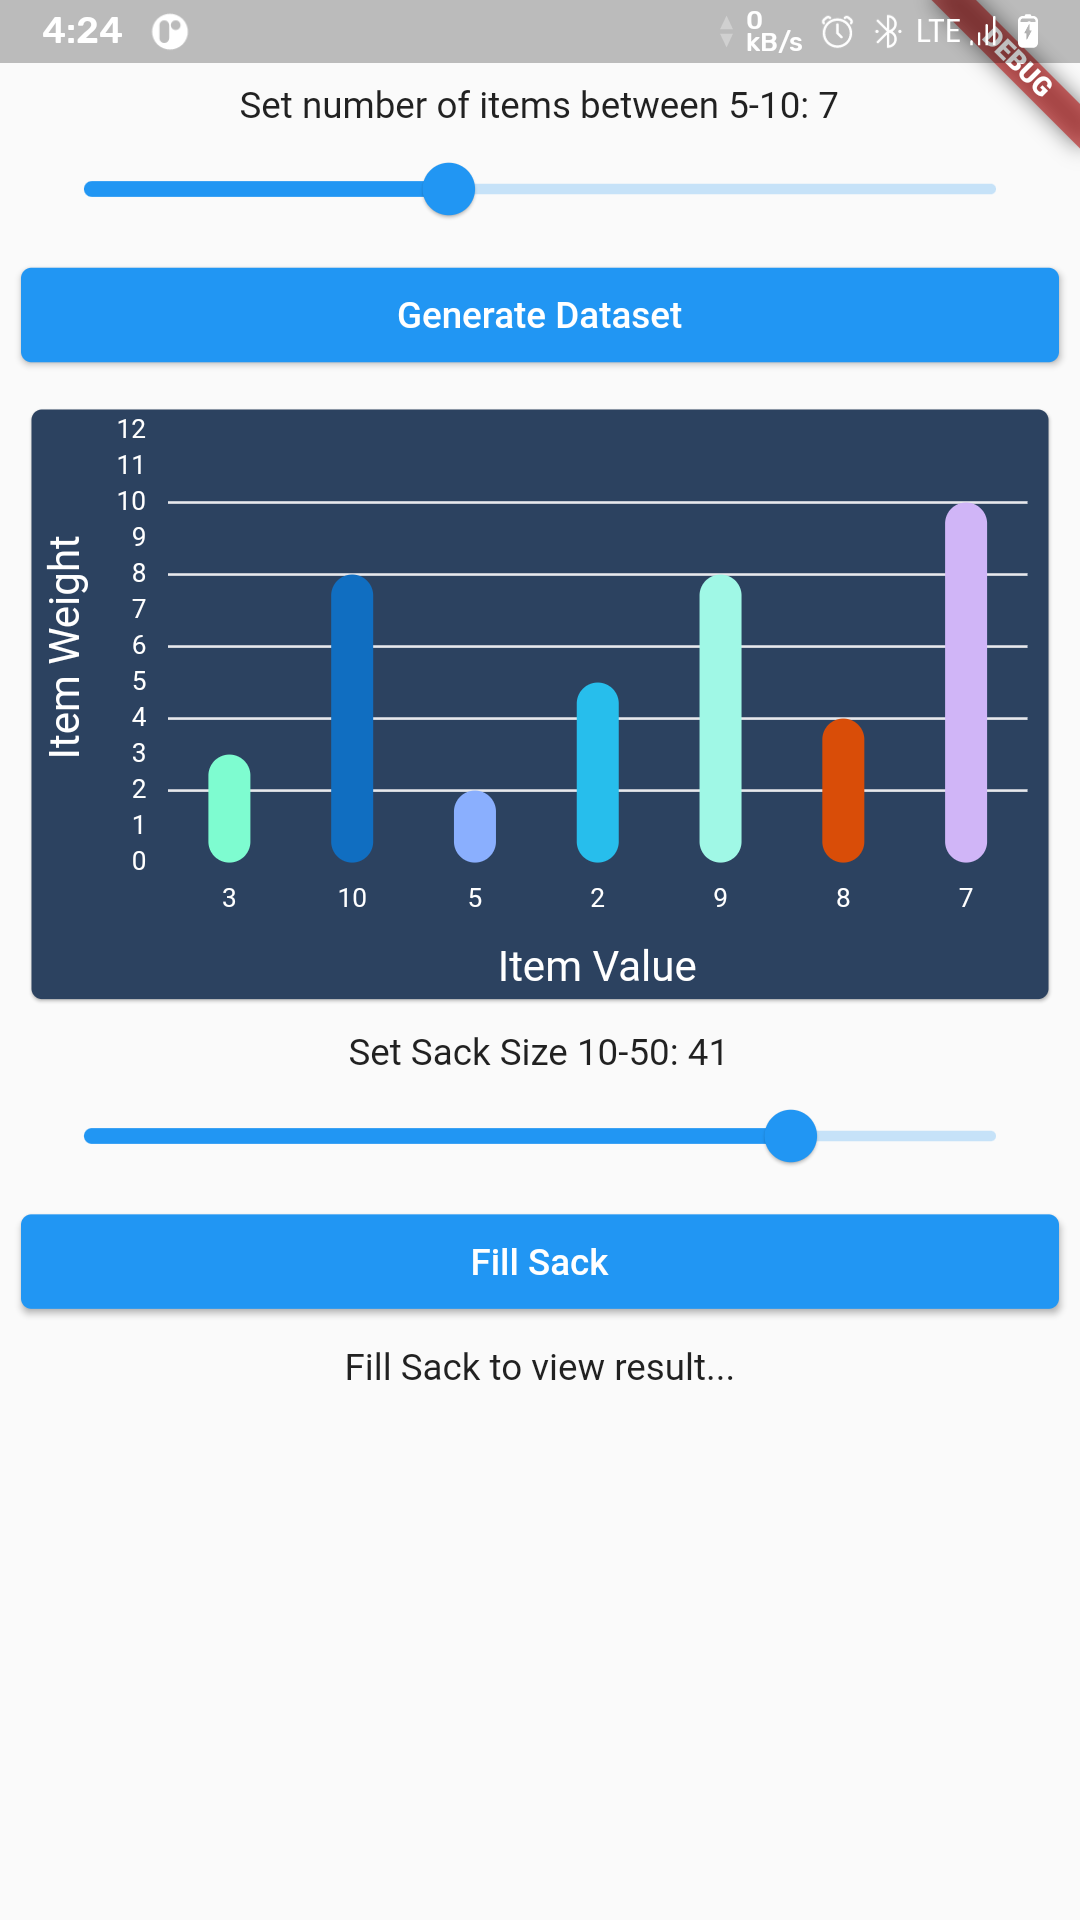 4:24
0
kB/s
LTE
DEBUG
Set number of items between 5-10: 7
Generate Dataset
12
11
10
9
8
7
6
5
4
3
2
1
0
Item Weight
3 10 5 2 9 8 7
Item Value
Set Sack Size 10-50: 41
Fill Sack
Fill Sack to view result...